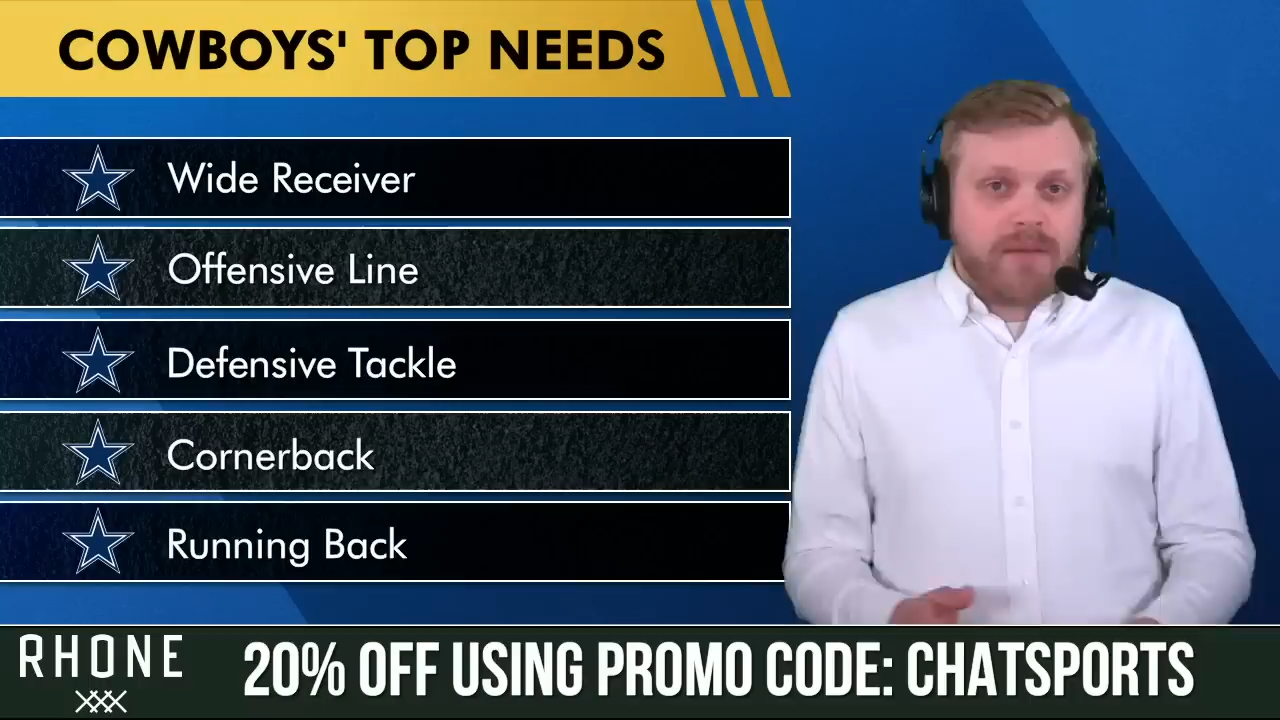 COWBOYS' TOP NEEDS
Wide Receiver
Offensive Line
Defensive Tackle
Cornerback
Running Back
RHONE
20% OFF USING PROMO CODE: CHATSPORTS